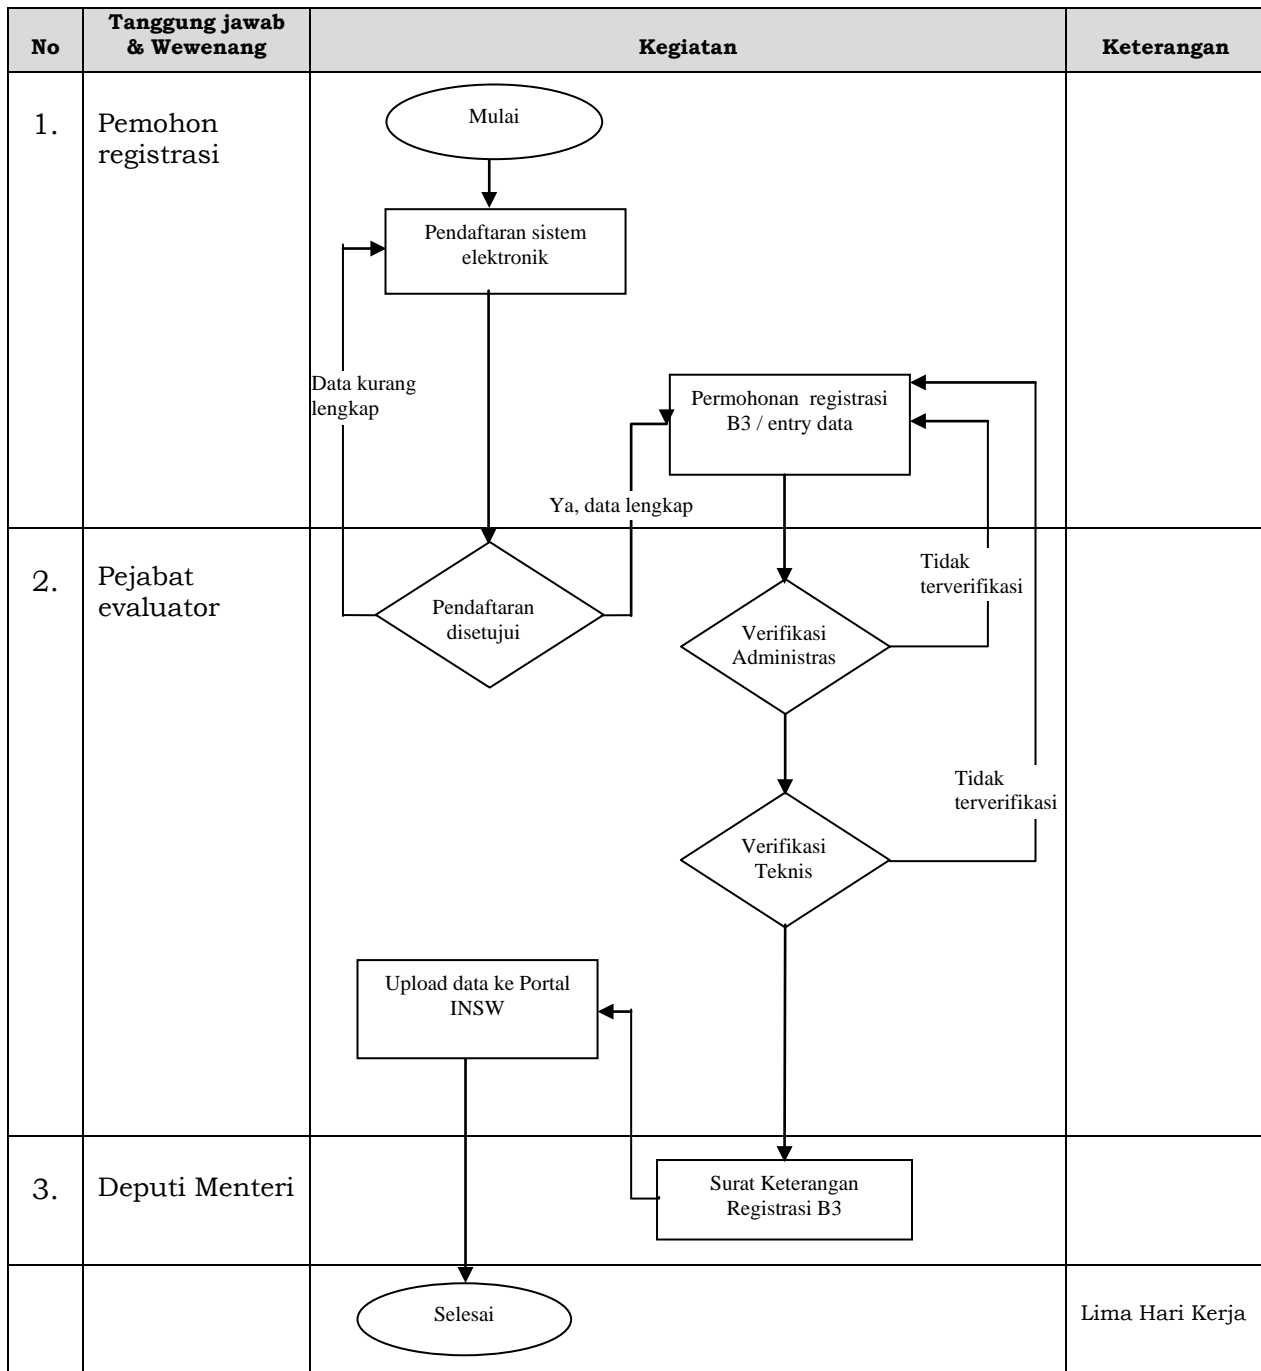 No
Tanggung jawab
& Wewenang
Kegiatan
Keterangan
1.
Pemohon
registrasi
Mulai
Pendaftaran sistem
elektronik
Data kurang
lengkap
Permohonan registrasi
B3 / entry data
Ya, data lengkap
2.
Pejabat
evaluator
Pendaftaran
disetujui
Tidak
terverifikasi
Verifikasi
Administras
Tidak
terverifikasi
Verifikasi
Teknis
Upload data ke Portal
INSW
3.
Deputi Menteri
Surat Keterangan
Registrasi B3
Selesai
Lima Hari Kerja